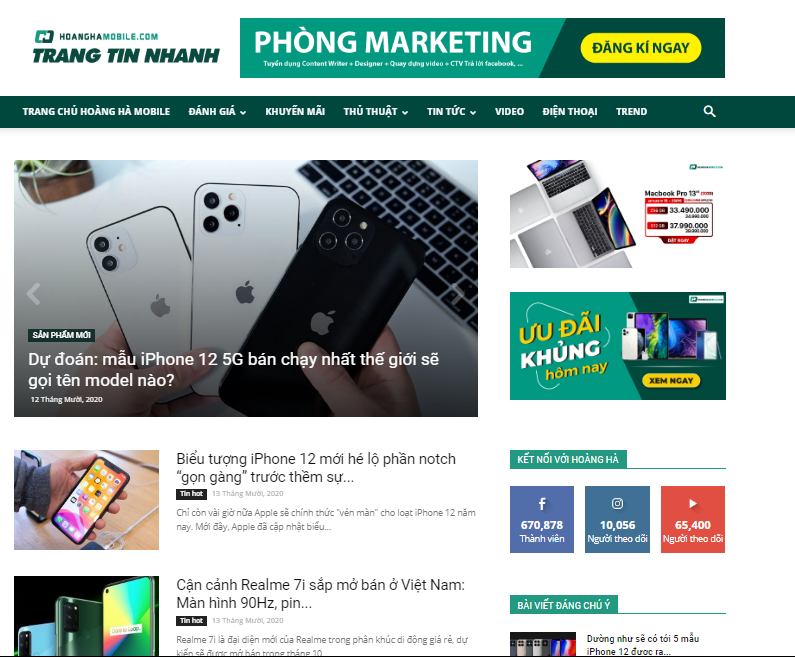 HOANGHAMOBILE.COM
TRANG TIN NHANH
PHÒNG MARKETING
Tuyển dụng Content Writer + Designer + Quay dựng video + CTV Trả lời facebook, ...
ĐĂNG KÍ NGAY
TRANG CHỦ HOÀNG HÀ MOBILE ĐÁNH GIÁ KHUYẾN MÃI THỦ THUẬT TIN TỨC VIDEO ĐIỆN THOẠI TREND
SẢN PHẨM MỚI
Dự đoán: mẫu iPhone 12 5G bán chạy nhất thế giới sẽ
gọi tên model nào?
12 Tháng Mười, 2020
Macbook Pro 13"
33.490.000
37.990.000
ĐẶT NGAY
ƯU ĐÃI
KHỦNG
hôm nay
XEM NGAY
Biểu tượng iPhone 12 mới hé lộ phần notch
“gọn gàng” trước thềm sự...
Tin hot 13 Tháng Mười, 2020
Chỉ còn vài giờ nữa Apple sẽ chính thức "vén màn" cho loạt iPhone 12 năm
nay. Mới đây, Apple đã cập nhật biểu...
KẾT NỐI VỚI HOÀNG HÀ
670,878
Thành viên
10,056
Người theo dõi
65,400
Người theo dõi
Cận cảnh Realme 7i sắp mở bán ở Việt Nam:
Màn hình 90Hz, pin...
Tin hot 13 Tháng Mười, 2020
Realme 7i là đại diện mới của Realme trong phân khúc di động giá rẻ, dự
kiến sẽ được mở bán trong tháng 10
BÀI VIẾT ĐÁNG CHÚ Ý
Dường như sẽ có tới 5 mẫu
iPhone 12 được ra...